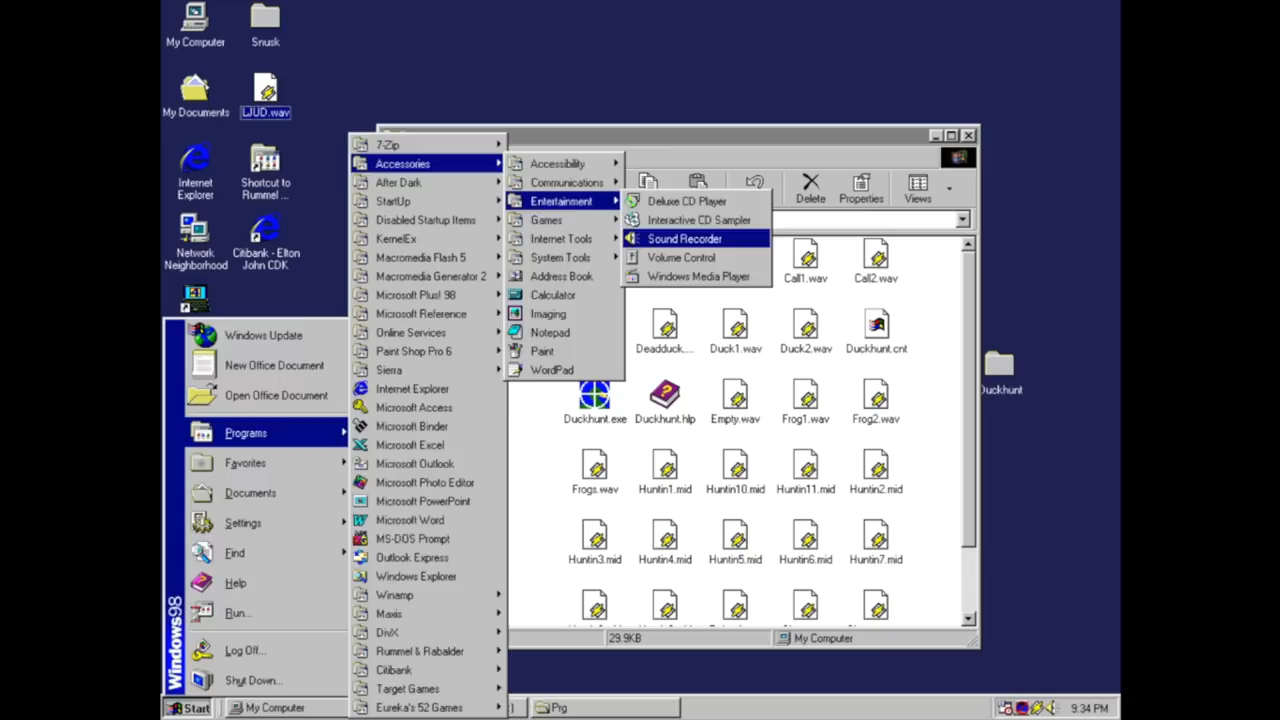 My Computer
Snusk
My Documents
LJUD.wav
Internet
Explorer
Shortcut to
Rummel ...
Network
Neighborhood
Citibank - Elton
John CDK
Windows98
Windows Update
New Office Document
Open Office Document
Programs
Favorites
Documents
Settings
Find
Help
Run...
Log Off...
Shut Down...
7-Zip
Accessories
After Dark
StartUp
Disabled Startup Items
KernelEx
Macromedia Flash 5
Macromedia Generator 2
Microsoft Plus! 98
Microsoft Reference
Online Services
Paint Shop Pro 6
Sierra
Internet Explorer
Microsoft Access
Microsoft Binder
Microsoft Excel
Microsoft Outlook
Microsoft Photo Editor
Microsoft PowerPoint
Microsoft Word
MS-DOS Prompt
Outlook Express
Windows Explorer
Winamp
Maxis
DivX
Rummel & Rabalder
Citibank
Target Games
Eureka's 52 Games
Accessibility
Communications
Entertainment
Games
Internet Tools
System Tools
Address Book
Calculator
Imaging
Notepad
Paint
WordPad
Deluxe CD Player
Interactive CD Sampler
Sound Recorder
Volume Control
Windows Media Player
Delete
Properties
Views
Call1.wav
Call2.wav
Deadduck....
Duck1.wav
Duck2.wav
Duckhunt.cnt
Duckhunt.exe
Duckhunt.hlp
Empty.wav
Frog1.wav
Frog2.wav
Frogs.wav
Huntin1.mid
Huntin10.mid
Huntin11.mid
Huntin2.mid
Huntin3.mid
Huntin4.mid
Huntin5.mid
Huntin6.mid
Huntin7.mid
29.9KB
My Computer
Duckhunt
Start
My Computer
Prg
9:34 PM